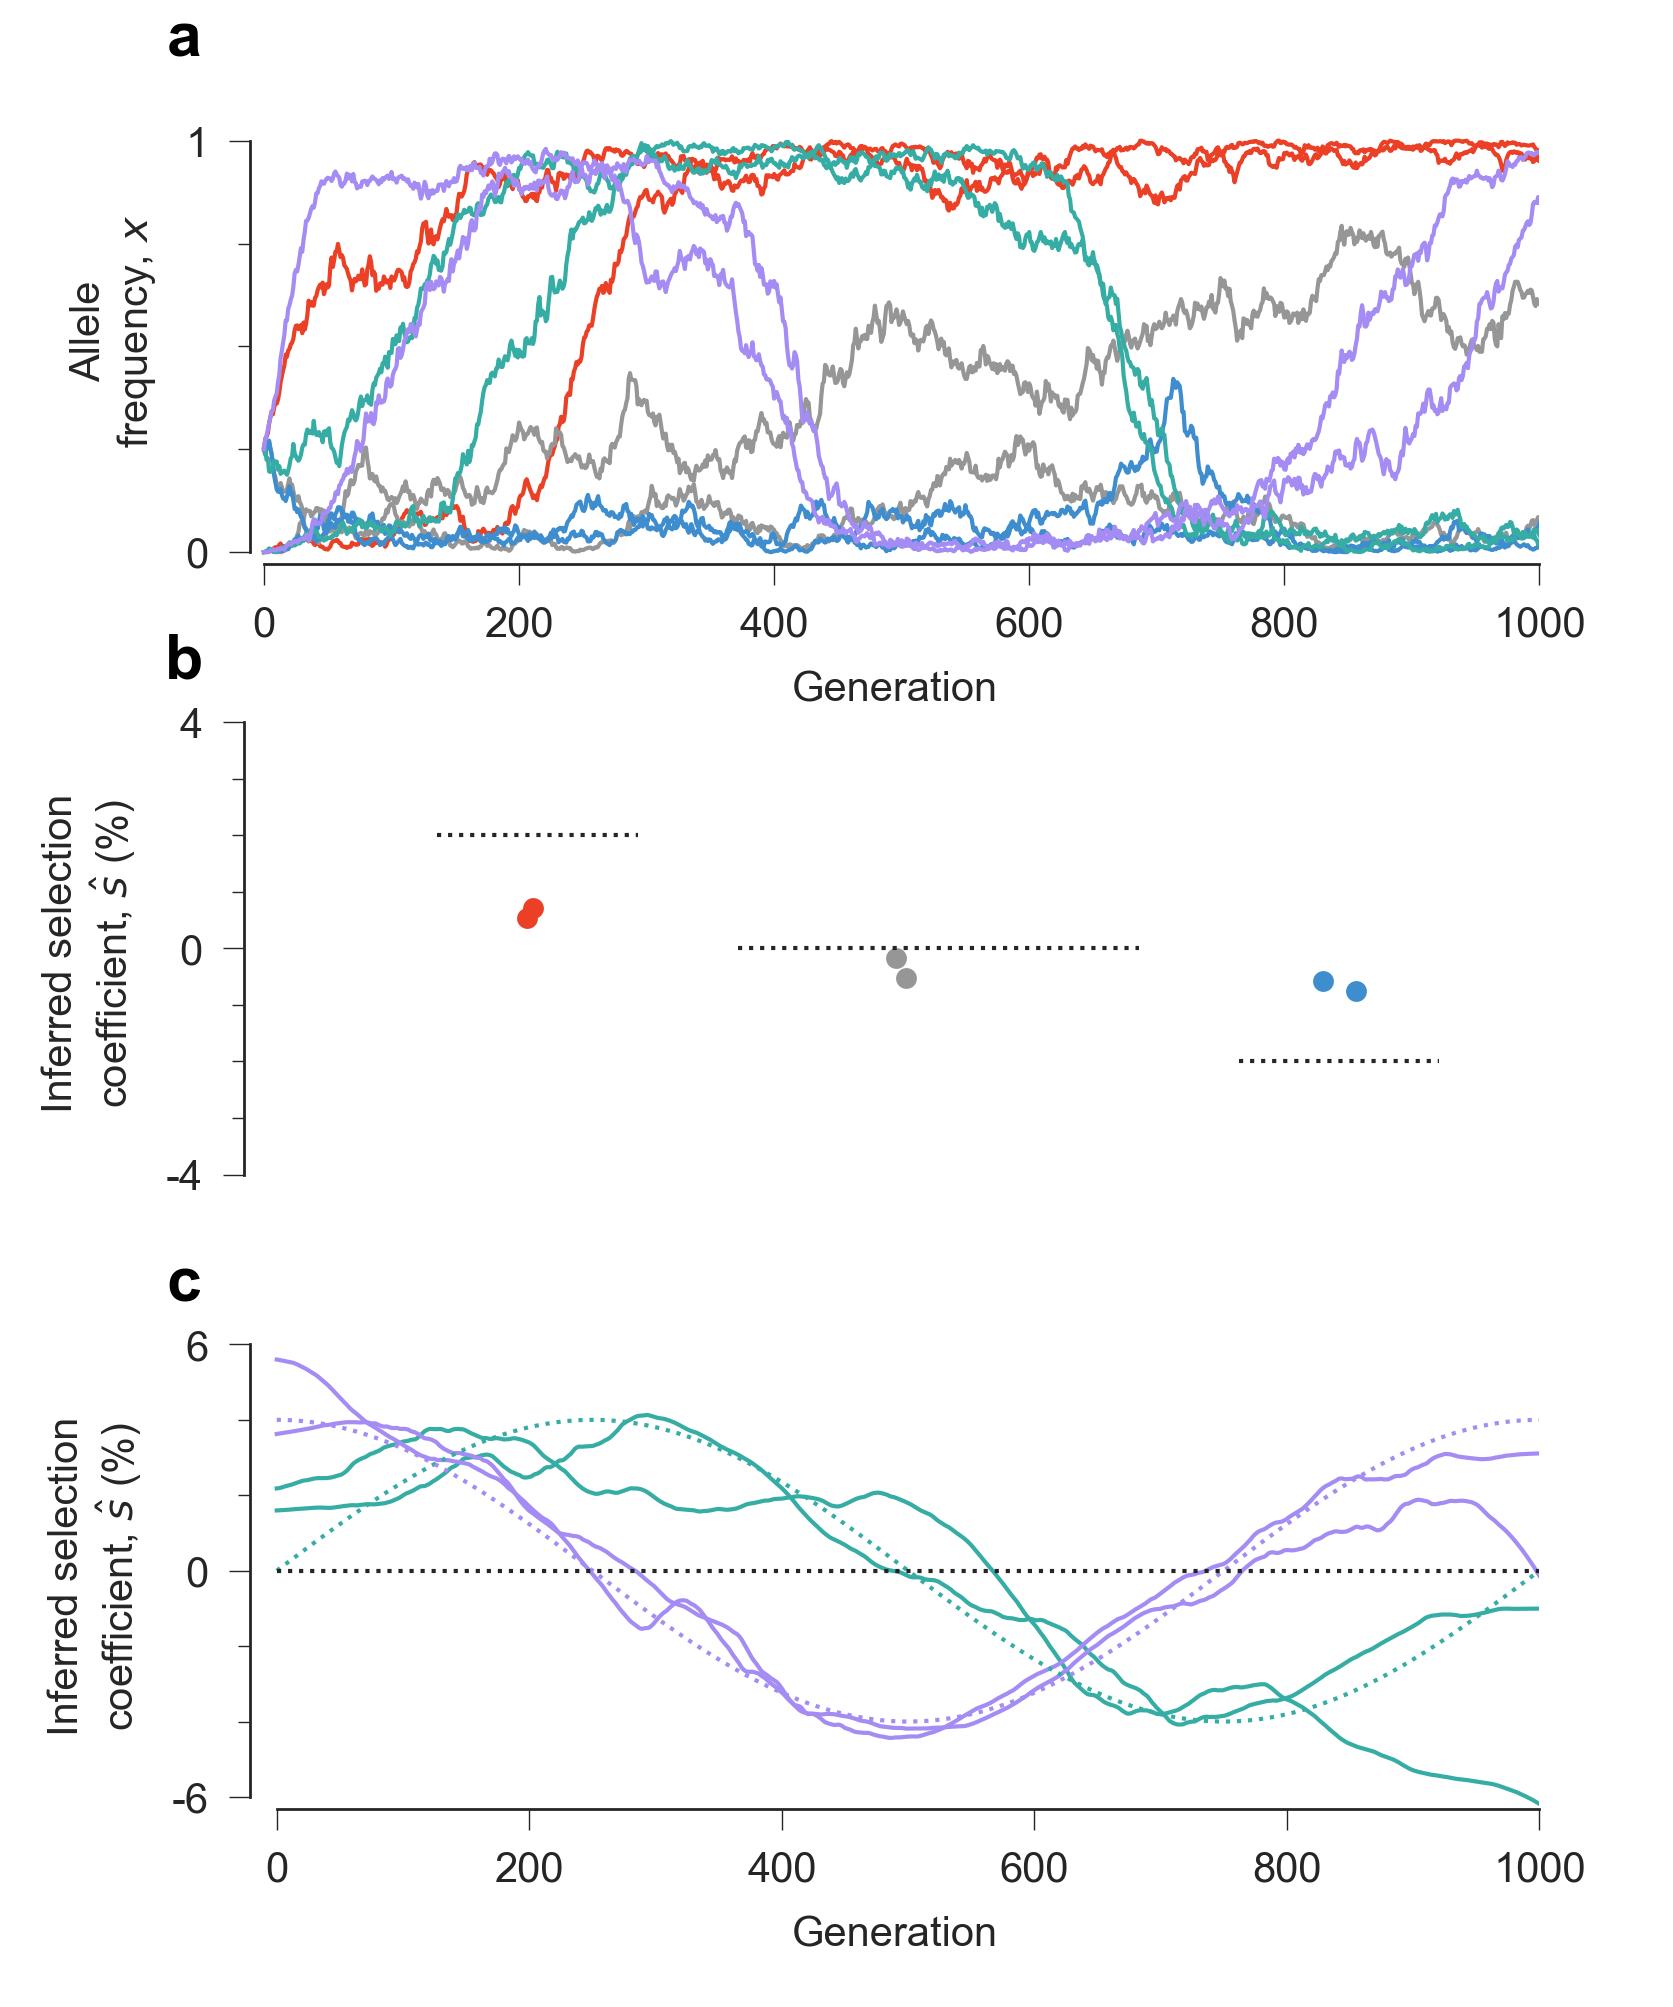 a
1
0
Allele
frequency, x
0 200 400 600 800 1000
Generation
b
4
0
-4
Inferred selection
coefficient, ŝ (%)
c
6
0
-6
Inferred selection
coefficient, ŝ (%)
0 200 400 600 800 1000
Generation